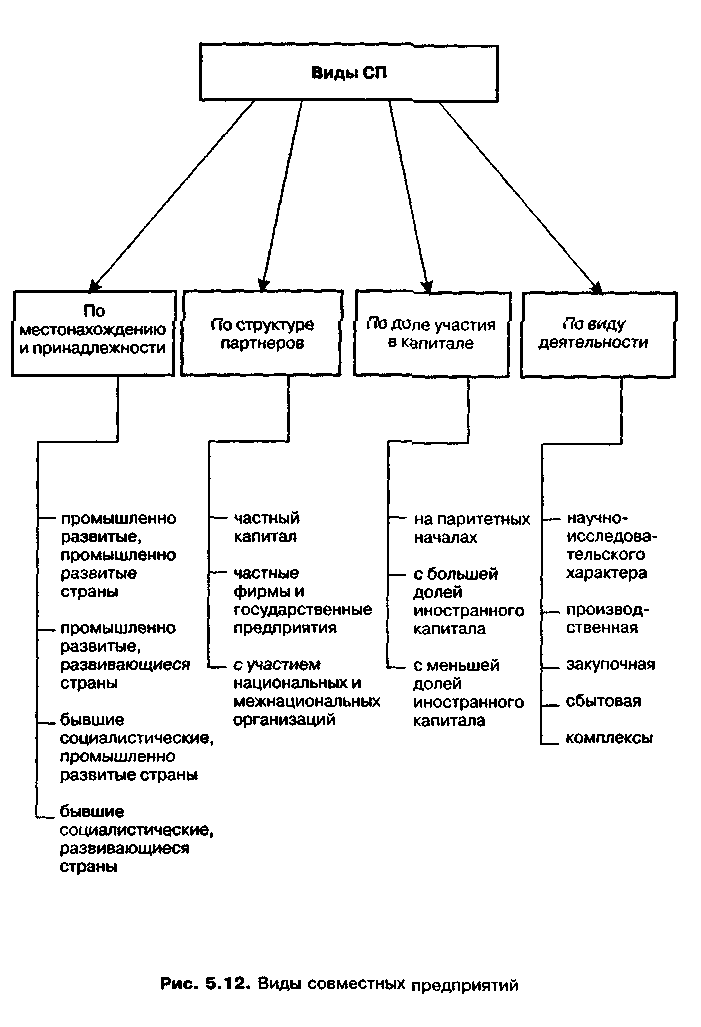 Виды СП
По
местонахождению
и принадлежности
По структуре
партнеров
По доле участия
в капитале
По виду
деятельности
промышленно
развитые,
промышленно
развитые
страны
промышленно
развитые,
развивающиеся
страны
бывшие
социалистические,
промышленно
развитые страны
бывшие
социалистические,
развивающиеся
страны
частный
капитал
частные
фирмы и
государственные
предприятия
с участием
национальных и
межнациональных
организаций
на паритетных
началах
с большей
долей
иностранного
капитала
с меньшей
долей
иностранного
капитала
научно-
исследова-
тельского
характера
производ-
ственная
закупочная
сбытовая
комплексы
Рис. 5.12. Виды совместных предприятий